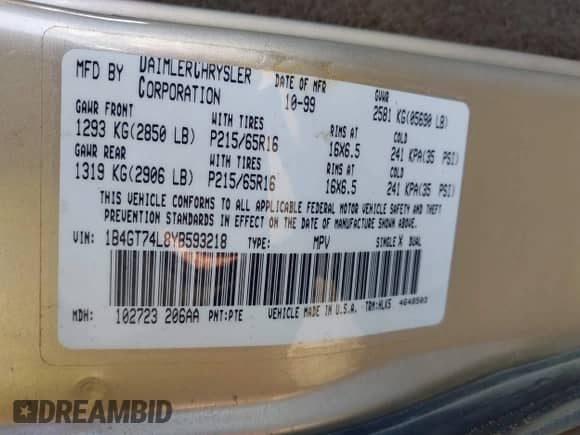 MFD BY DAIMLERCHRYSLER CORPORATION DATE OF MFR 10-99 GVWR 2581 KG(05690 LB)
GAWR FRONT WITH TIRES RIMS AT COLD
1293 KG(2850 LB) P215/65R16 16X6.5 241 KPA(35 PSI)
GAWR REAR WITH TIRES RIMS AT COLD
1319 KG(2906 LB) P215/65R16 16X6.5 241 KPA(35 PSI)
THIS VEHICLE CONFORMS TO ALL APPLICABLE FEDERAL MOTOR VEHICLE SAFETY AND THEFT
PREVENTION STANDARDS IN EFFECT ON THE DATE OF MANUFACTURE SHOWN ABOVE.
VIN: 1B4GT74L8YB593218 TYPE: MPV SINGLE X DUAL
MDH: 102723 206AA PNT:PTE VEHICLE MADE IN U.S.A. TRM:HLK5 4648503
DREAMBID